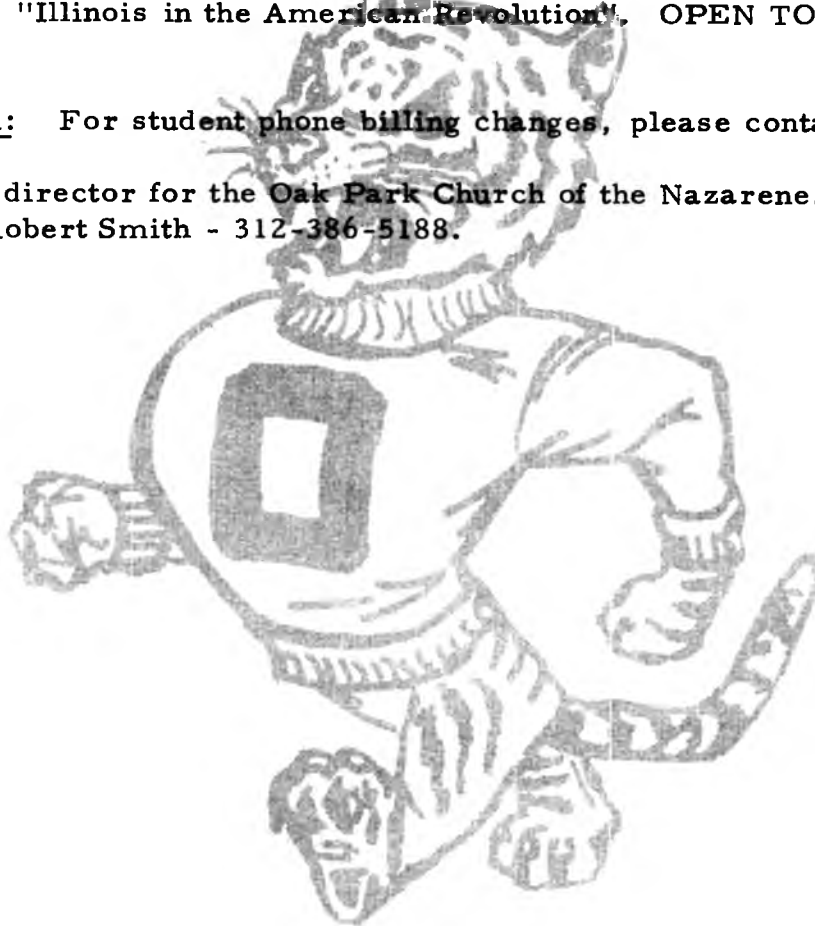 "Illinois in the American Revolution". OPEN TO
: For student phone billing changes, please conta
director for the Oak Park Church of the Nazarene.
obert Smith - 312-386-5188.
O